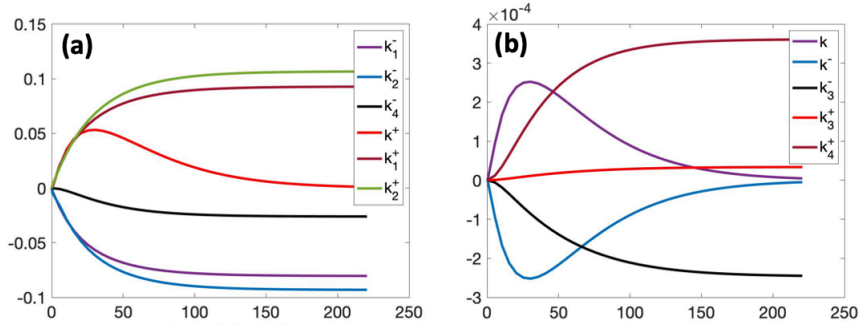 (a)
0.15
0.1
0.05
0
-0.05
-0.1
0 50 100 150 200 250
k₁⁻
k₂⁻
k₄⁻
k⁺
k₁⁺
k₂⁺
(b)
×10⁻⁴
4
3
2
1
0
-1
-2
-3
0 50 100 150 200 250
k
k⁻
k₃⁻
k₃⁺
k₄⁺